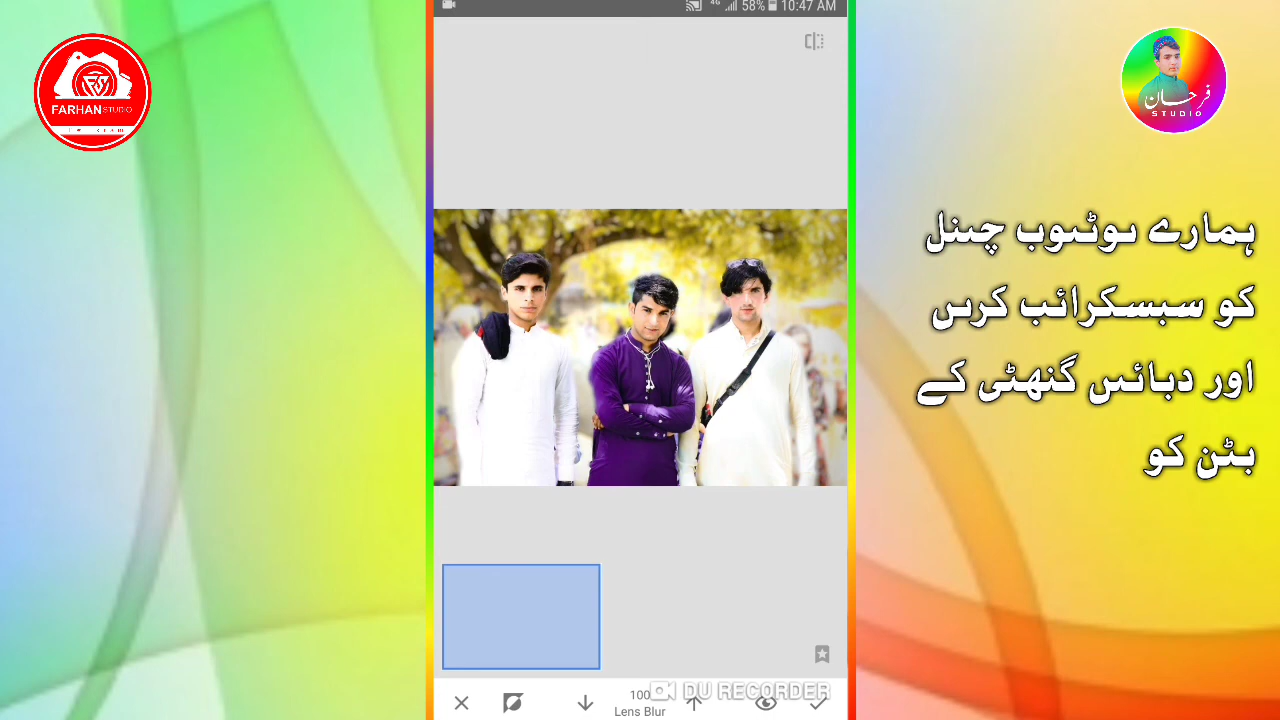 58% 10:47 AM
FARHAN STUDIO
فرحان
STUDIO
ہمارے یوٹیوب چینل
کو سبسکرائب کریں
اور دبائیں گنھٹی کے
بٹن کو
100
DU RECORDER
Lens Blur